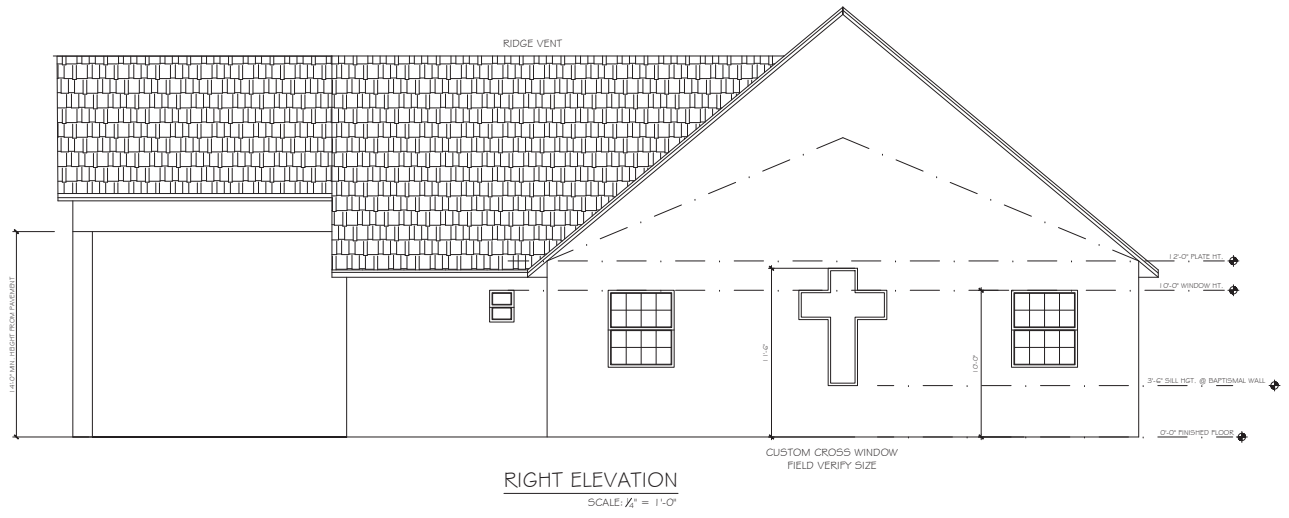 RIDGE VENT
12'-0" PLATE HT.
10'-0" WINDOW HT.
14'-0" MIN. HEIGHT FROM PAVEMENT
11'-6"
10'-0"
3'-6" SILL HGT. @ BAPTISMAL WALL
0'-0" FINISHED FLOOR
CUSTOM CROSS WINDOW
FIELD VERIFY SIZE
RIGHT ELEVATION
SCALE: 1/4" = 1'-0"